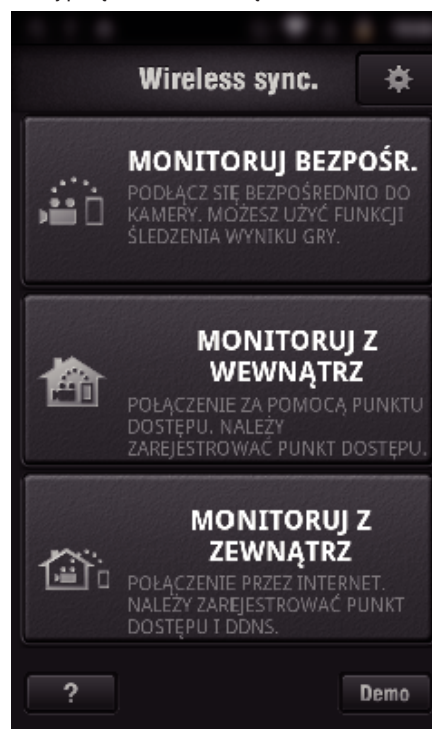 Wireless sync.
MONITORUJ BEZPOŚR.
PODŁĄCZ SIĘ BEZPOŚREDNIO DO
KAMERY. MOŻESZ UŻYĆ FUNKCJI
ŚLEDZENIA WYNIKU GRY.
MONITORUJ Z
WEWNĄTRZ
POŁĄCZENIE ZA POMOCĄ PUNKTU
DOSTĘPU. NALEŻY
ZAREJESTROWAĆ PUNKT DOSTĘPU.
MONITORUJ Z
ZEWNĄTRZ
POŁĄCZENIE PRZEZ INTERNET.
NALEŻY ZAREJESTROWAĆ PUNKT
DOSTĘPU I DDNS.
?
Demo